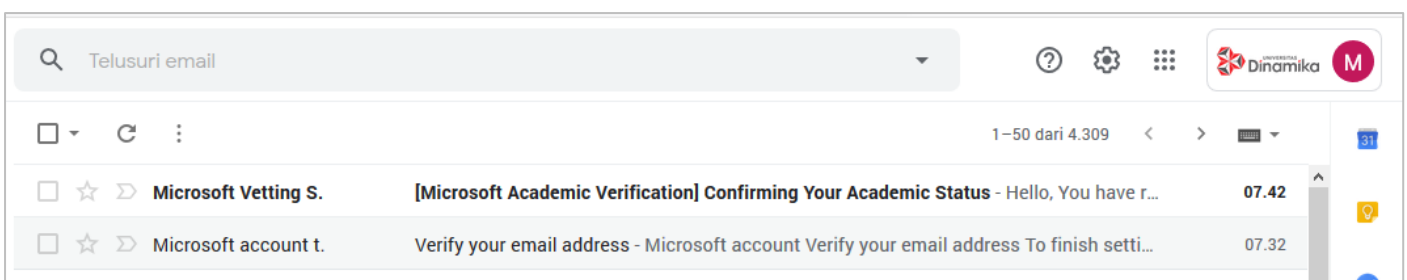 Telusuri email
UNIVERSITAS
Dinamika
M
1–50 dari 4.309
31
Microsoft Vetting S. [Microsoft Academic Verification] Confirming Your Academic Status - Hello, You have r... 07.42
Microsoft account t. Verify your email address - Microsoft account Verify your email address To finish setti... 07.32